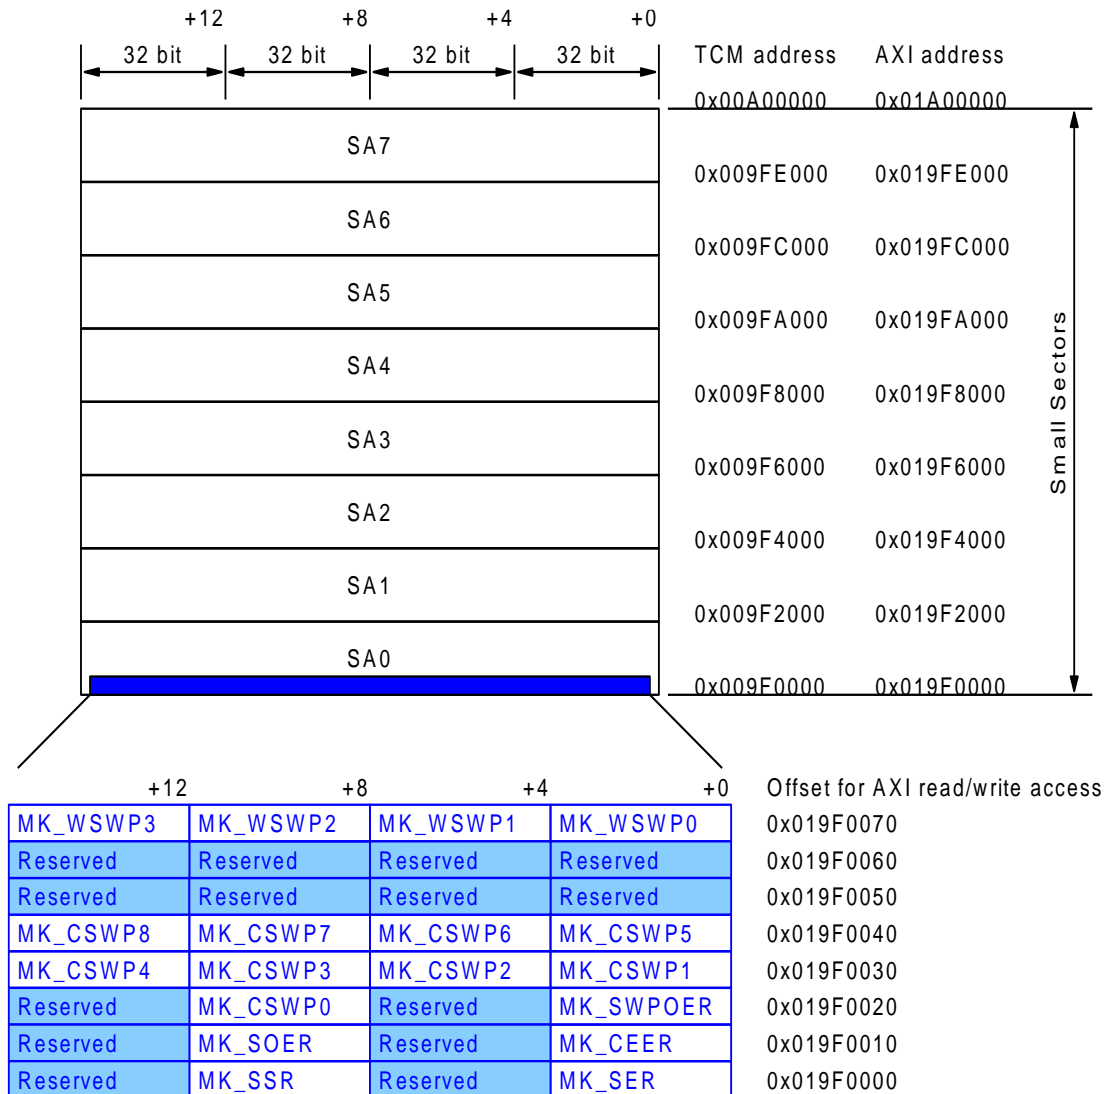 +12 +8 +4 +0
32 bit 32 bit 32 bit 32 bit TCM address AXI address
0x00A00000 0x01A00000
SA7
0x009FE000 0x019FE000
SA6
0x009FC000 0x019FC000
SA5
0x009FA000 0x019FA000
SA4
0x009F8000 0x019F8000
SA3
0x009F6000 0x019F6000
SA2
0x009F4000 0x019F4000
SA1
0x009F2000 0x019F2000
SA0
0x009F0000 0x019F0000
Small Sectors
+12 +8 +4 +0 Offset for AXI read/write access
MK_WSWP3 MK_WSWP2 MK_WSWP1 MK_WSWP0 0x019F0070
Reserved Reserved Reserved Reserved 0x019F0060
Reserved Reserved Reserved Reserved 0x019F0050
MK_CSWP8 MK_CSWP7 MK_CSWP6 MK_CSWP5 0x019F0040
MK_CSWP4 MK_CSWP3 MK_CSWP2 MK_CSWP1 0x019F0030
Reserved MK_CSWP0 Reserved MK_SWPOER 0x019F0020
Reserved MK_SOER Reserved MK_CEER 0x019F0010
Reserved MK_SSR Reserved MK_SER 0x019F0000